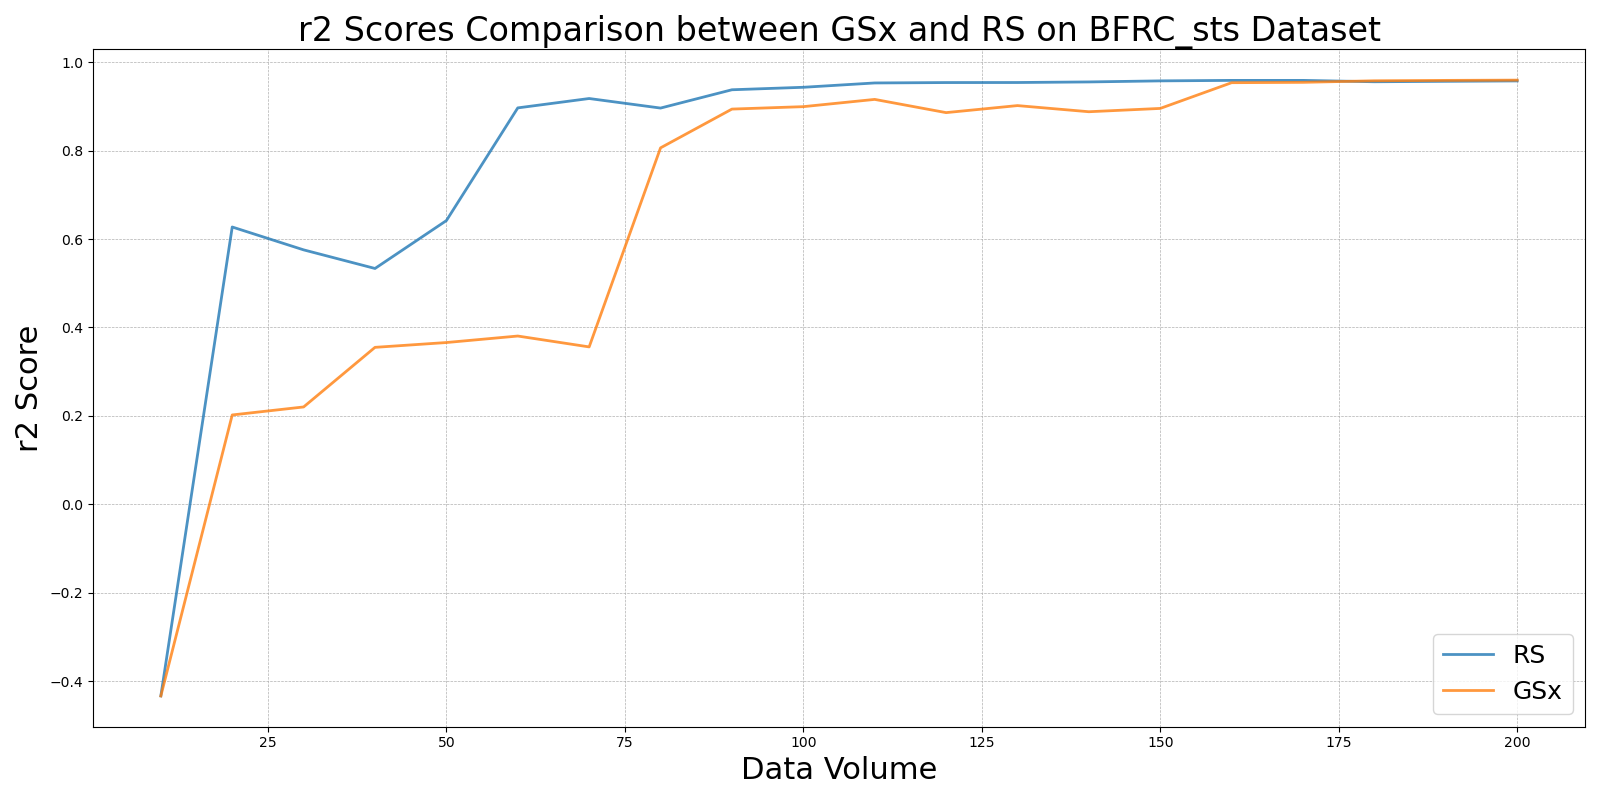 r2 Scores Comparison between GSx and RS on BFRC_sts Dataset
r2 Score
1.0
0.8
0.6
0.4
0.2
0.0
−0.2
−0.4
25 50 75 100 125 150 175 200
Data Volume
RS
GSx